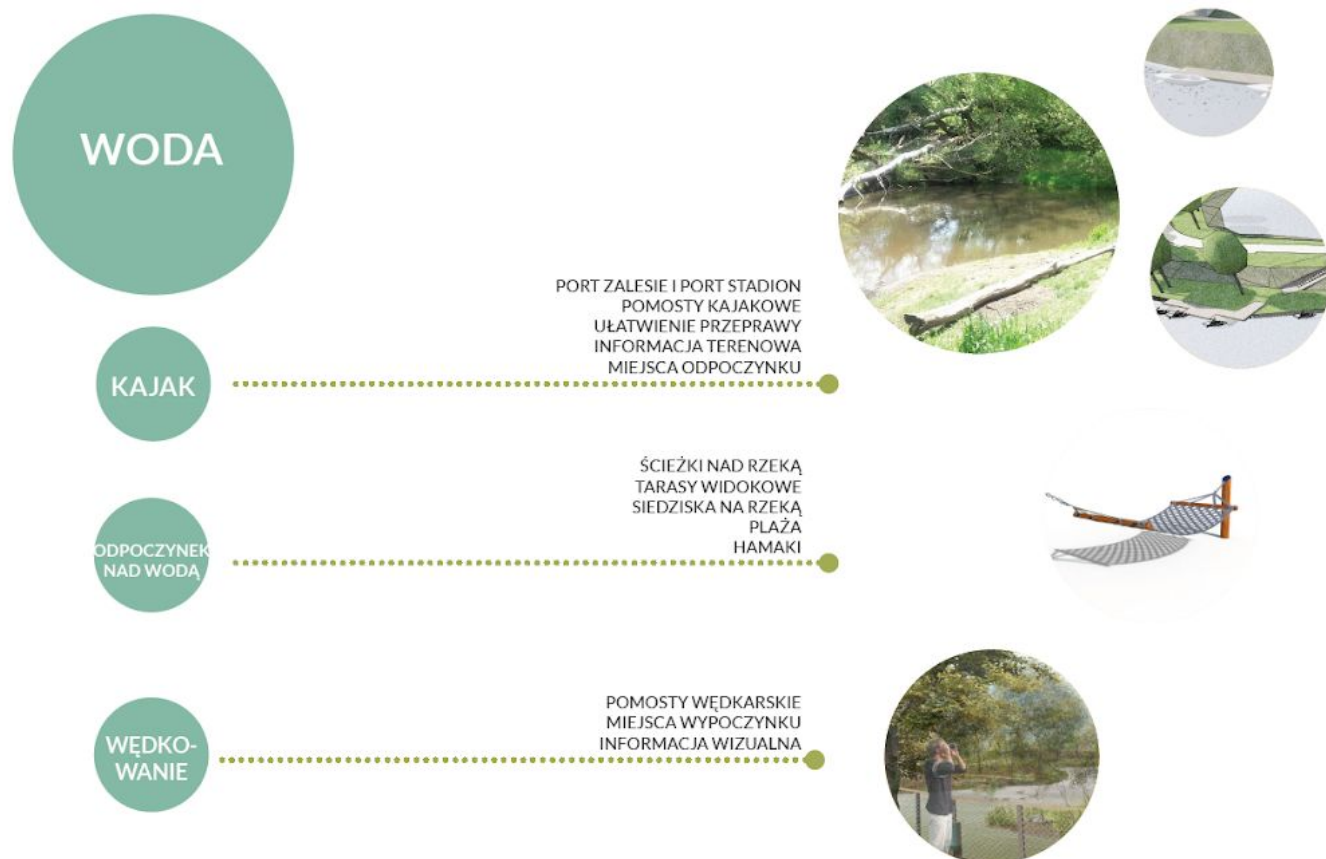 WODA
PORT ZALESIE I PORT STADION
POMOSTY KAJAKOWE
UŁATWIENIE PRZEPRAWY
INFORMACJA TERENOWA
MIEJSCA ODPOCZYNKU
KAJAK
ŚCIEŻKI NAD RZEKĄ
TARASY WIDOKOWE
SIEDZISKA NA RZEKĄ
PLAŻA
HAMAKI
ODPOCZYNEK
NAD WODĄ
POMOSTY WĘDKARSKIE
MIEJSCA WYPOCZYNKU
INFORMACJA WIZUALNA
WĘDKO-
WANIE